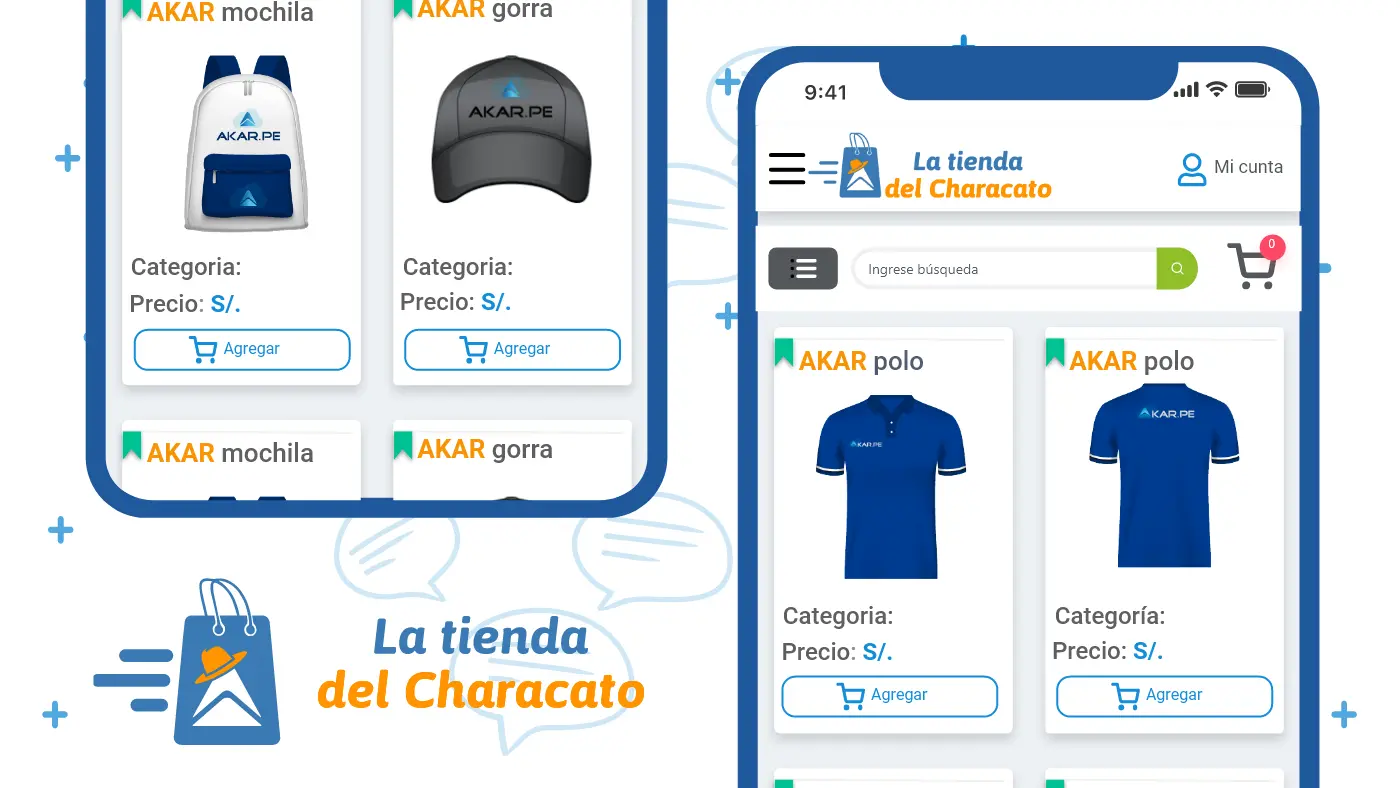 AKAR mochila
AKAR gorra
AKAR.PE
AKAR.PE
Categoria:
Categoria:
Precio: S/.
Precio: S/.
Agregar
Agregar
AKAR mochila
AKAR gorra
La tienda
del Characato
9:41
La tienda
del Characato
Mi cunta
Ingrese búsqueda
0
AKAR polo
AKAR polo
AKAR.PE
AKAR.PE
Categoria:
Categoría:
Precio: S/.
Precio: S/.
Agregar
Agregar